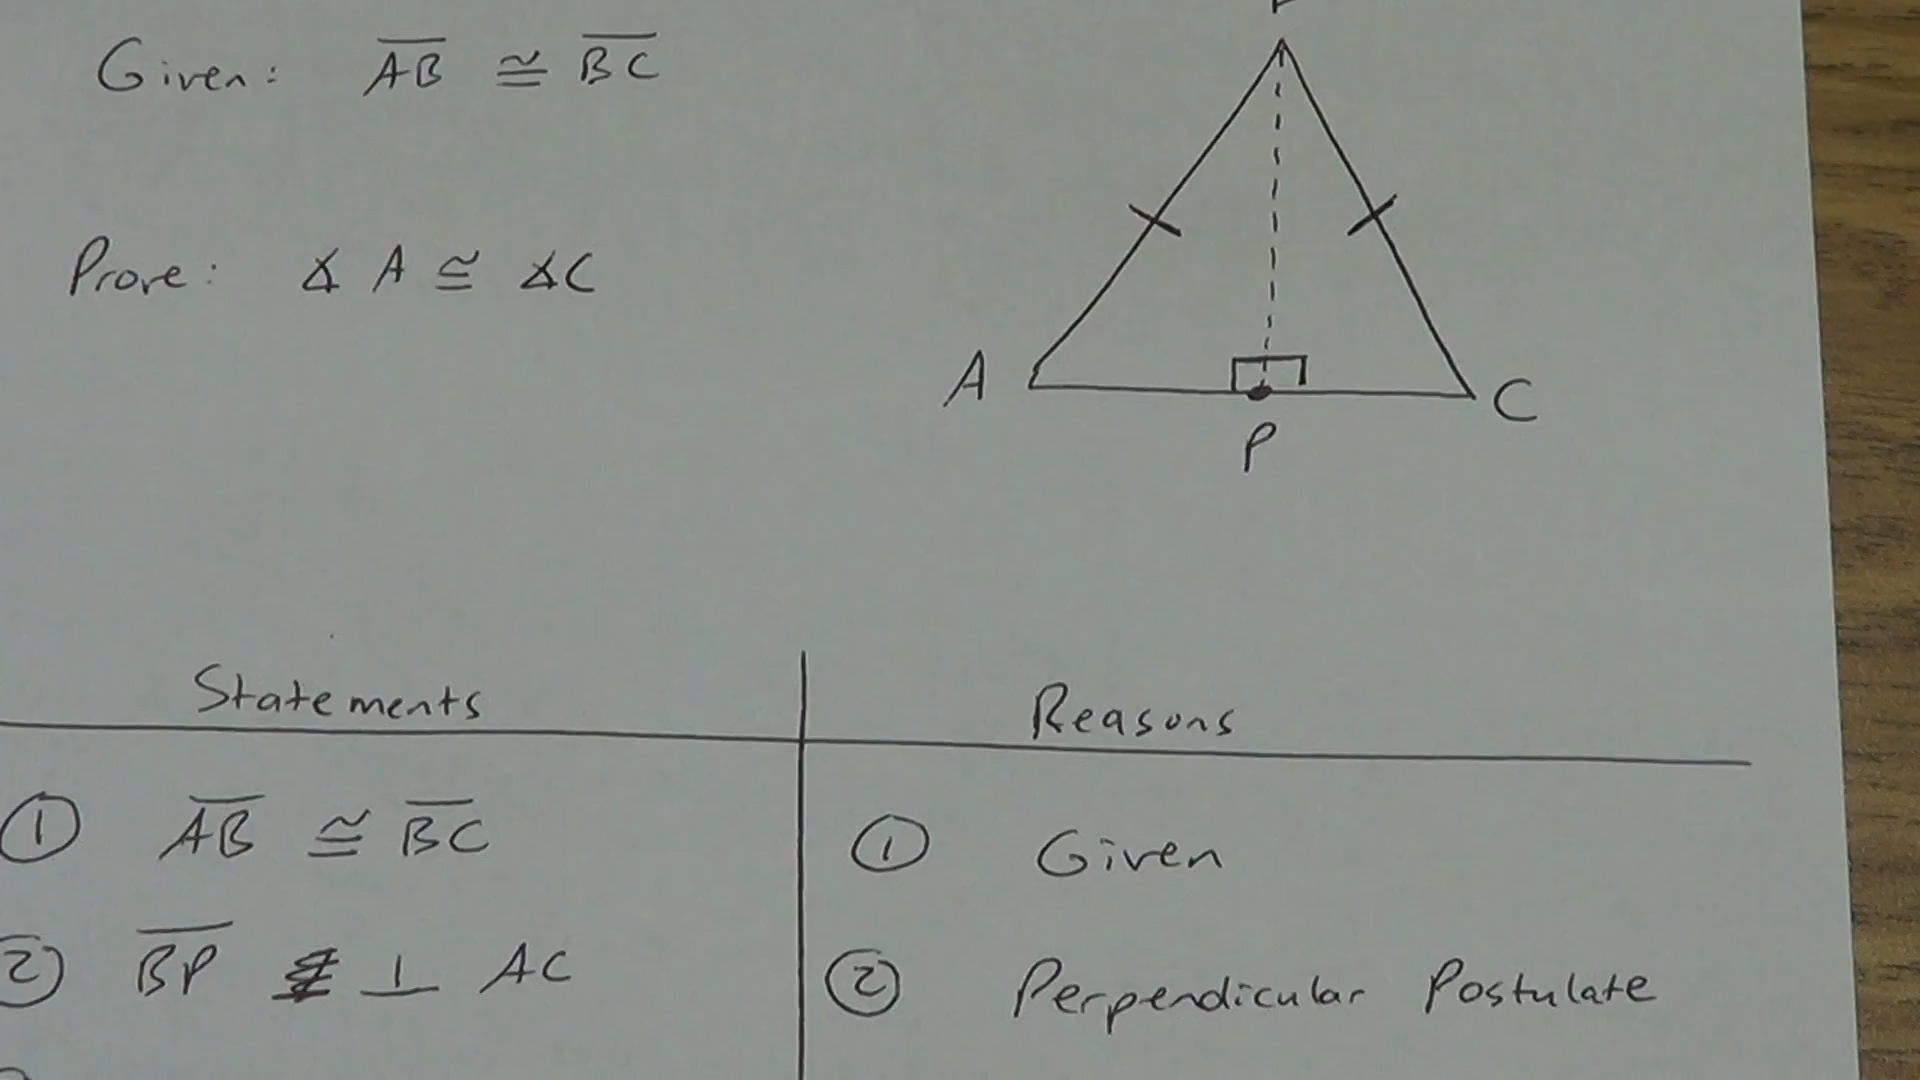 Given: AB ≅ BC
Prove: ∡ A ≅ ∡C
A
C
P
Statements
Reasons
① AB ≅ BC
① Given
② BP ⊥ AC
② Perpendicular Postulate